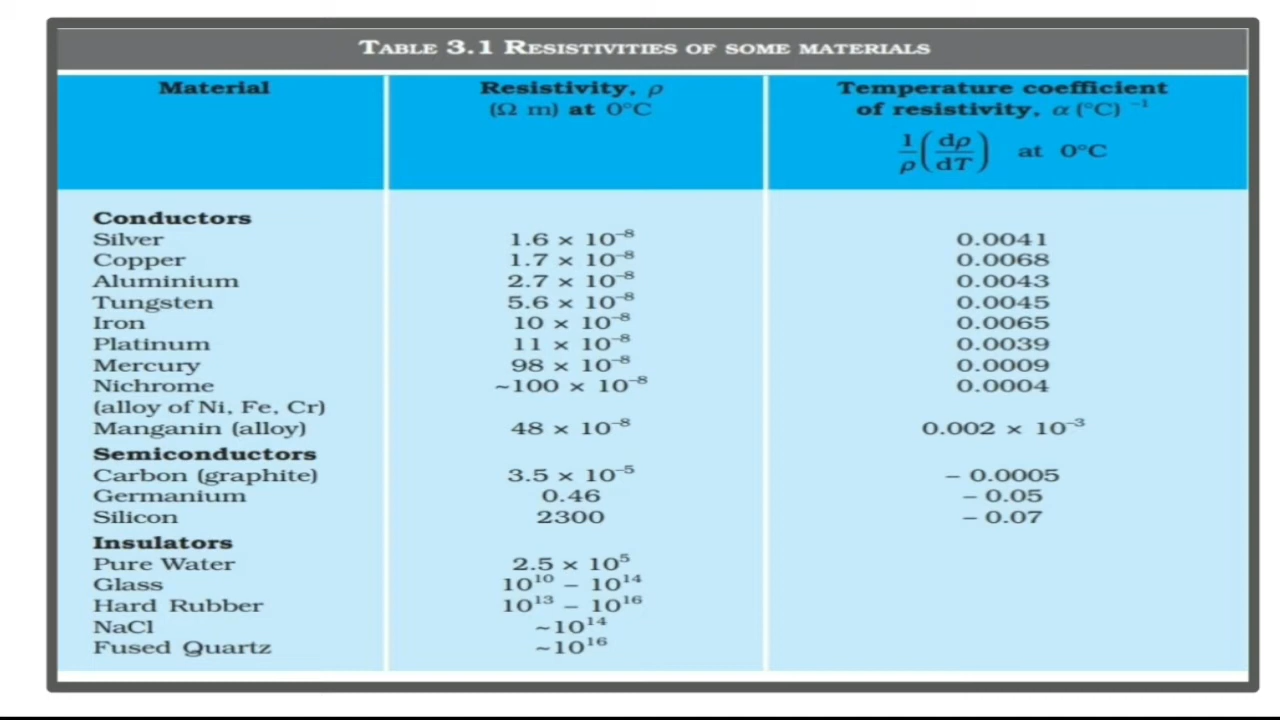 TABLE 3.1 RESISTIVITIES OF SOME MATERIALS
Material Resistivity, ρ Temperature coefficient
(Ω m) at 0°C of resistivity, α (°C) ⁻¹
1/ρ (dρ/dT) at 0°C
Conductors
Silver 1.6 × 10⁻⁸ 0.0041
Copper 1.7 × 10⁻⁸ 0.0068
Aluminium 2.7 × 10⁻⁸ 0.0043
Tungsten 5.6 × 10⁻⁸ 0.0045
Iron 10 × 10⁻⁸ 0.0065
Platinum 11 × 10⁻⁸ 0.0039
Mercury 98 × 10⁻⁸ 0.0009
Nichrome ~100 × 10⁻⁸ 0.0004
(alloy of Ni, Fe, Cr)
Manganin (alloy) 48 × 10⁻⁸ 0.002 × 10⁻³
Semiconductors
Carbon (graphite) 3.5 × 10⁻⁵ – 0.0005
Germanium 0.46 – 0.05
Silicon 2300 – 0.07
Insulators
Pure Water 2.5 × 10⁵
Glass 10¹⁰ – 10¹⁴
Hard Rubber 10¹³ – 10¹⁶
NaCl ~10¹⁴
Fused Quartz ~10¹⁶